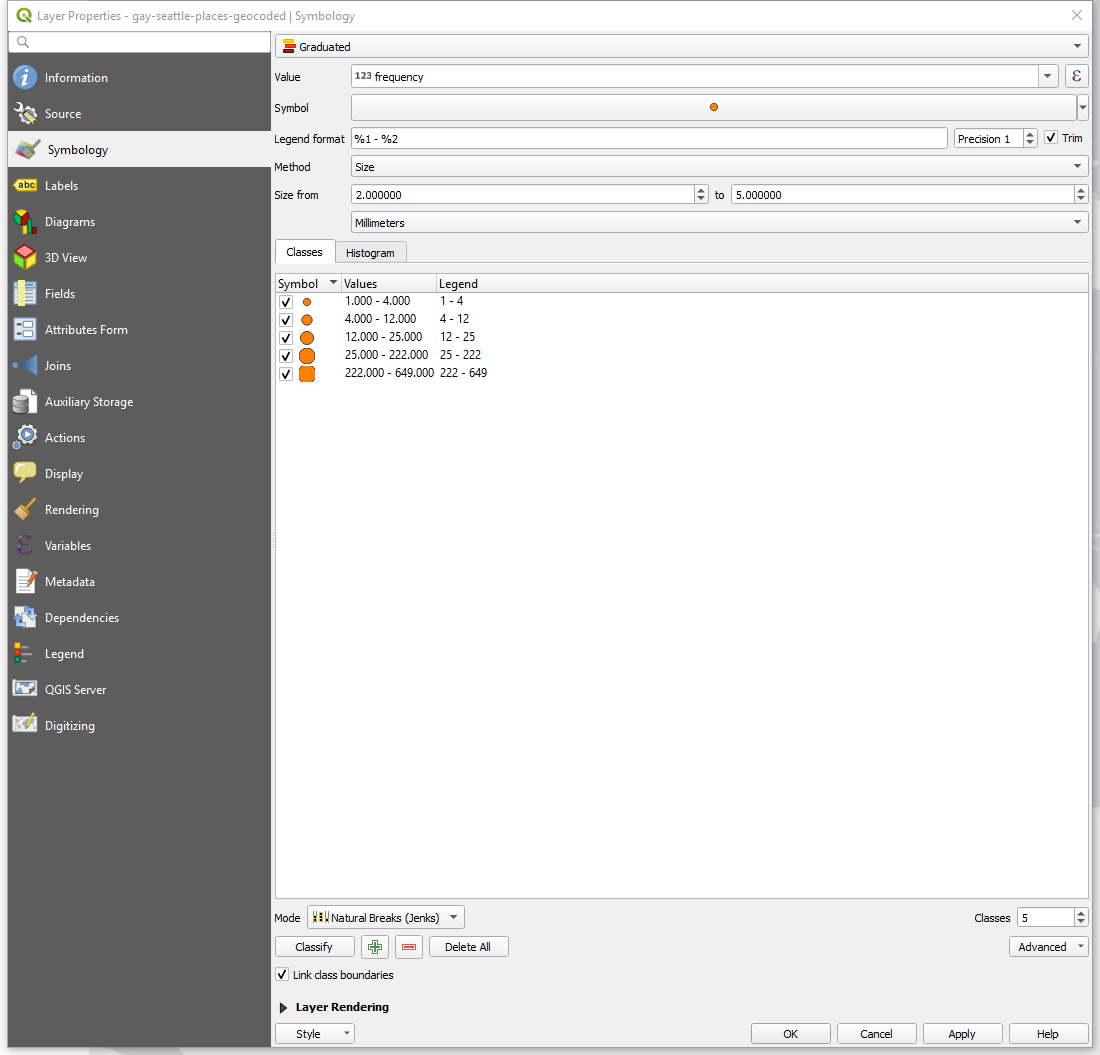 Layer Properties - gay-seattle-places-geocoded | Symbology
Information
Source
Symbology
abc Labels
Diagrams
3D View
Fields
Attributes Form
Joins
Auxiliary Storage
Actions
Display
Rendering
Variables
Metadata
Dependencies
Legend
QGIS Server
Digitizing
Graduated
Value 123 frequency ε
Symbol
Legend format %1 - %2 Precision 1 Trim
Method Size
Size from 2.000000 to 5.000000
Millimeters
Classes Histogram
Symbol Values Legend
1.000 - 4.000 1 - 4
4.000 - 12.000 4 - 12
12.000 - 25.000 12 - 25
25.000 - 222.000 25 - 222
222.000 - 649.000 222 - 649
Mode Natural Breaks (Jenks) Classes 5
Classify Delete All Advanced
Link class boundaries
Layer Rendering
Style OK Cancel Apply Help